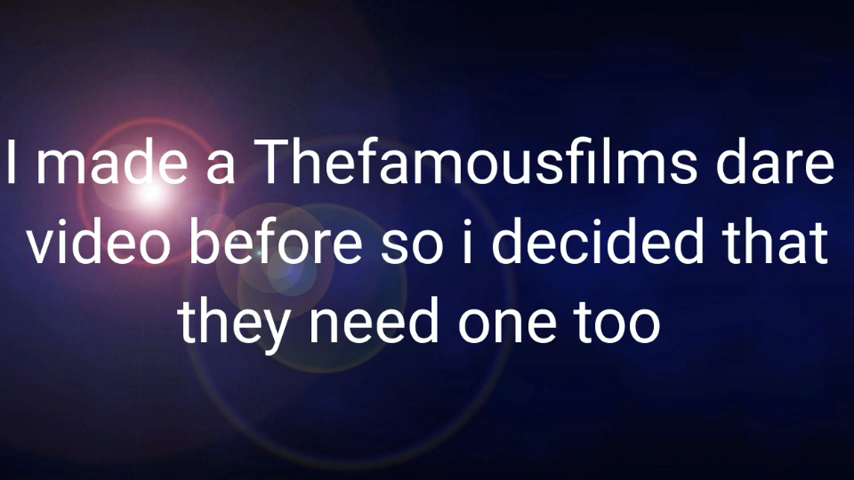 I made a Thefamousfilms dare
video before so i decided that
they need one too